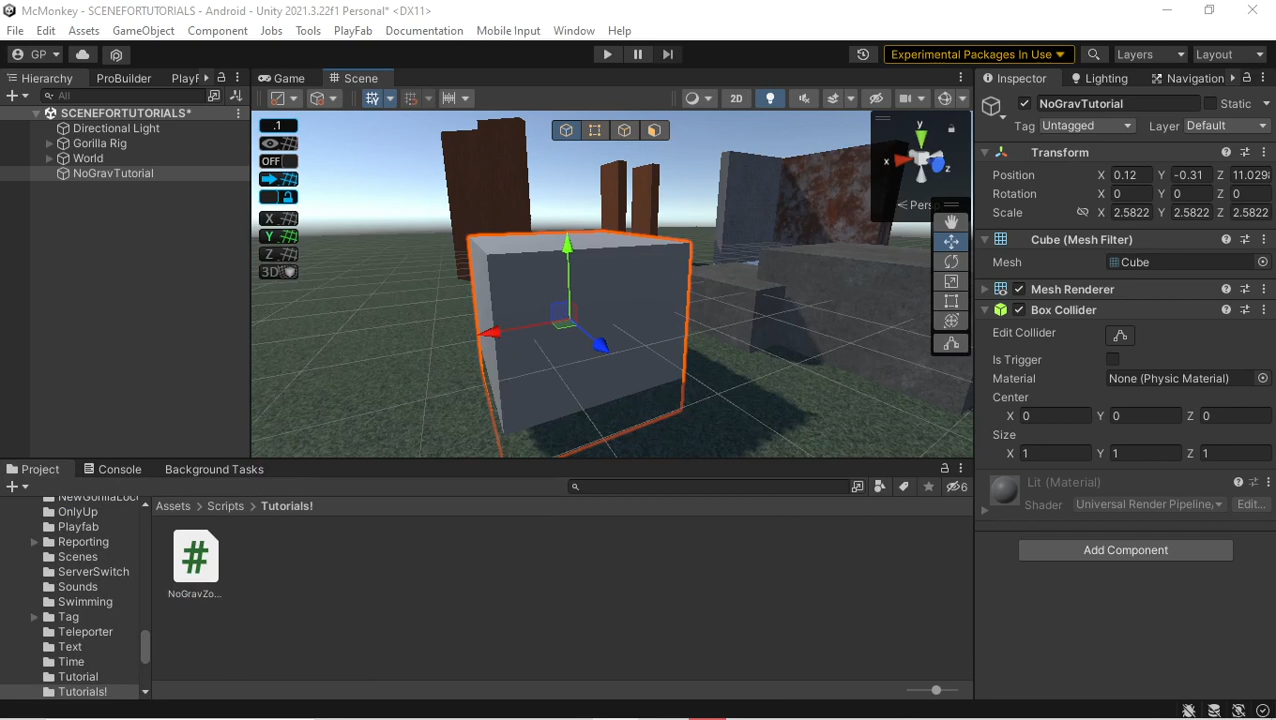 McMonkey - SCENEFORTUTORIALS - Android - Unity 2021.3.22f1 Personal* <DX11>
File Edit Assets GameObject Component Jobs Tools PlayFab Documentation Mobile Input Window Help
GP Experimental Packages In Use Layers Layout
Hierarchy ProBuilder PlayF Game Scene Inspector Lighting Navigation
All 2D
SCENEFORTUTORIALS*
Directional Light
Gorilla Rig
World
NoGravTutorial
.1
OFF
X
Y
Z
3D
y
x
z
Pers
NoGravTutorial Static
Tag Untagged Layer Default
Transform
Position X 0.12 Y -0.31 Z 11.0298
Rotation X 0 Y 0 Z 0
Scale X 2.5822 Y 2.5822 Z 2.5822
Cube (Mesh Filter)
Mesh Cube
Mesh Renderer
Box Collider
Edit Collider
Is Trigger
Material None (Physic Material)
Center
X 0 Y 0 Z 0
Size
X 1 Y 1 Z 1
Lit (Material)
Shader Universal Render Pipeline/ Edit...
Add Component
Project Console Background Tasks
6
Assets > Scripts > Tutorials!
NewGorillaLoc
OnlyUp
Playfab
Reporting
Scenes
ServerSwitch
Sounds
Swimming
Tag
Teleporter
Text
Time
Tutorial
Tutorials!
#
NoGravZo...